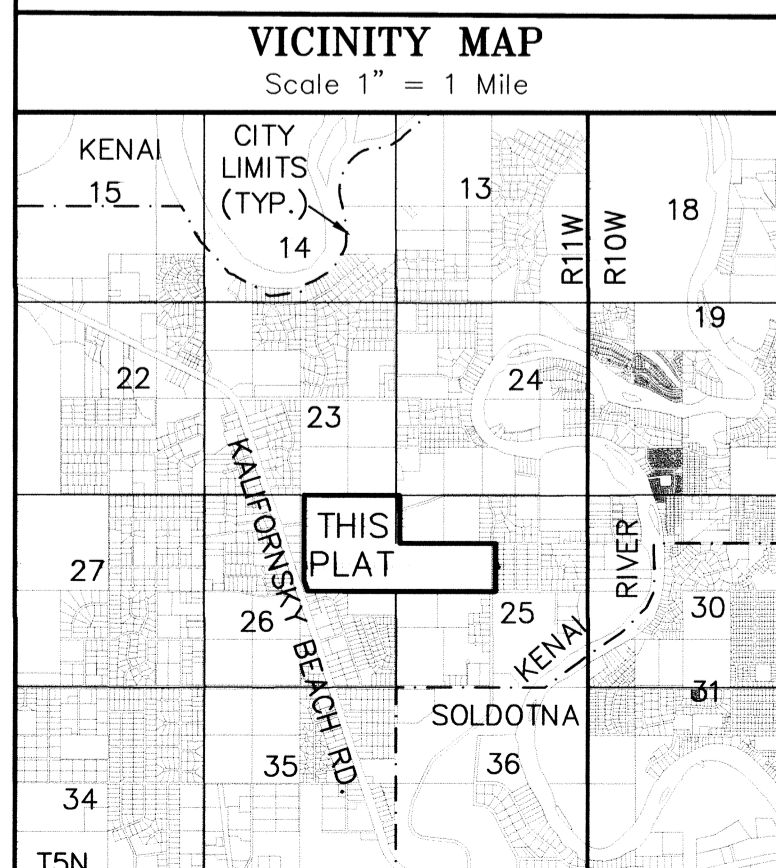 VICINITY MAP
Scale 1" = 1 Mile
KENAI
15
CITY
LIMITS
(TYP.)
14
13
R11W
R10W
18
19
22
23
24
KALIFORNSKY BEACH RD.
THIS
PLAT
27
26
25
KENAI
RIVER
30
31
SOLDOTNA
34
35
36
T5N